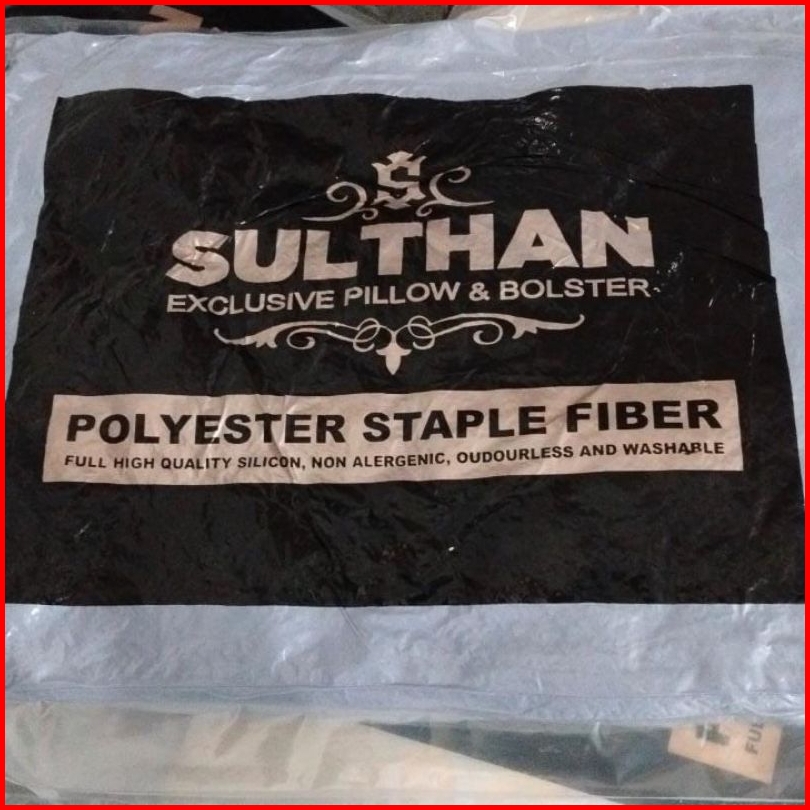 S
SULTHAN
EXCLUSIVE PILLOW & BOLSTER
POLYESTER STAPLE FIBER
FULL HIGH QUALITY SILICON, NON ALERGENIC, OUDOURLESS AND WASHABLE